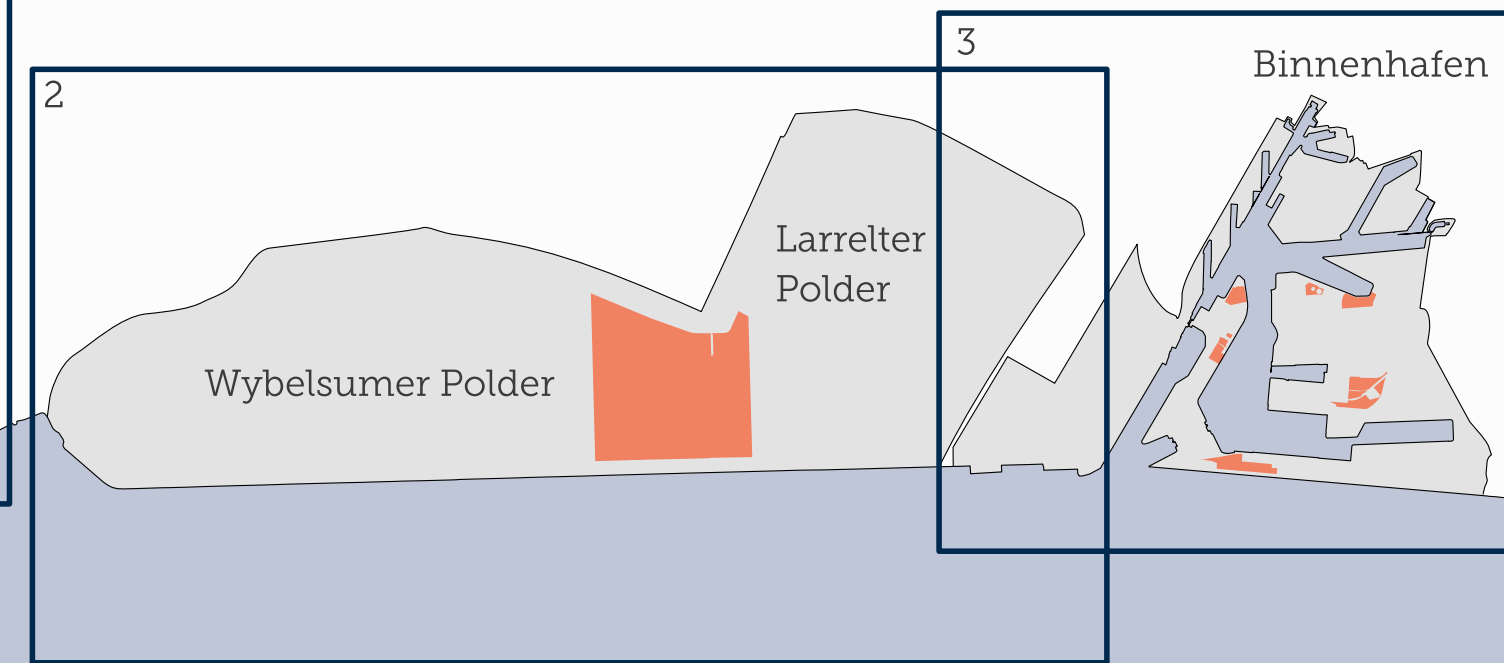 3
Binnenhafen
2
Larrelter
Polder
Wybelsumer Polder